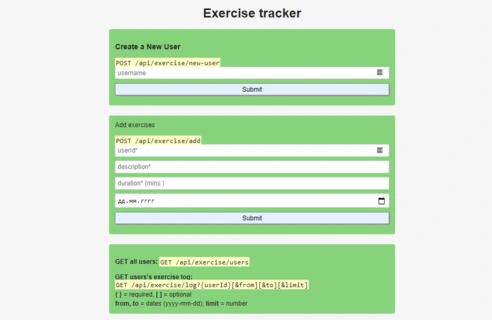 Exercise tracker
Create a New User
POST /api/exercise/new-user
username
Submit
Add exercises
POST /api/exercise/add
userId*
description*
duration* (mins.)
дд.мм.гггг
Submit
GET all users: GET /api/exercise/users
GET users's exercise log:
GET /api/exercise/log?{userId}[&from][&to][&limit]
{ } = required, [ ] = optional
from, to = dates (yyyy-mm-dd); limit = number